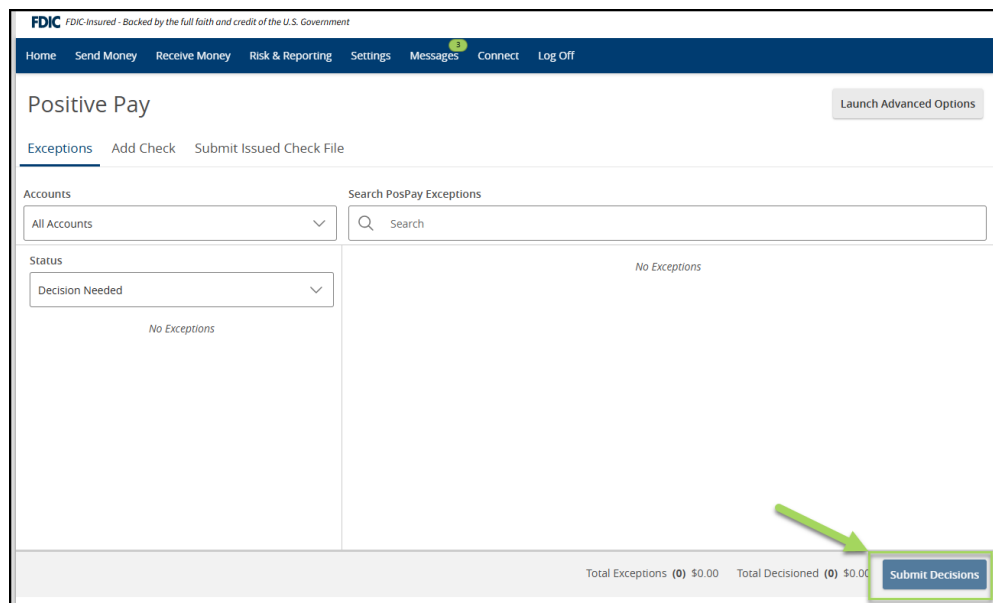 FDIC FDIC-Insured - Backed by the full faith and credit of the U.S. Government
Home Send Money Receive Money Risk & Reporting Settings Messages 3 Connect Log Off
Positive Pay
Launch Advanced Options
Exceptions Add Check Submit Issued Check File
Accounts
All Accounts
Search PosPay Exceptions
Search
Status
Decision Needed
No Exceptions
No Exceptions
Total Exceptions (0) $0.00 Total Decisioned (0) $0.00
Submit Decisions